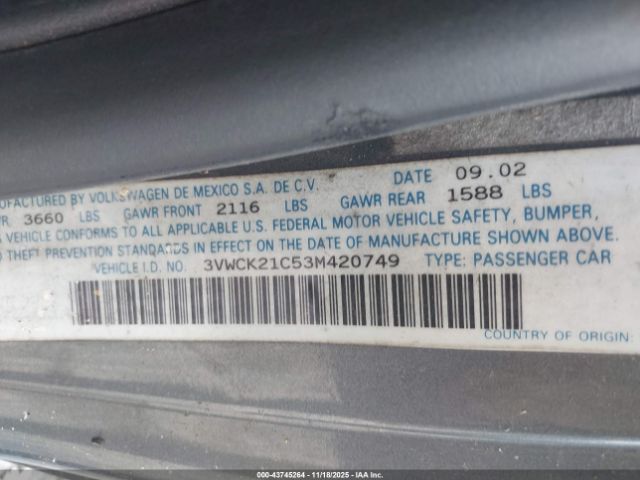 MANUFACTURED BY VOLKSWAGEN DE MEXICO S.A. DE C.V. DATE 09.02
3660 LBS GAWR FRONT 2116 LBS GAWR REAR 1588 LBS
VEHICLE CONFORMS TO ALL APPLICABLE U.S. FEDERAL MOTOR VEHICLE SAFETY, BUMPER,
THEFT PREVENTION STANDARDS IN EFFECT ON THE DATE OF MANUFACTURE SHOWN ABOVE.
VEHICLE I.D. NO. 3VWCK21C53M420749 TYPE: PASSENGER CAR
COUNTRY OF ORIGIN:
000-43745264 - 11/18/2025 - IAA Inc.